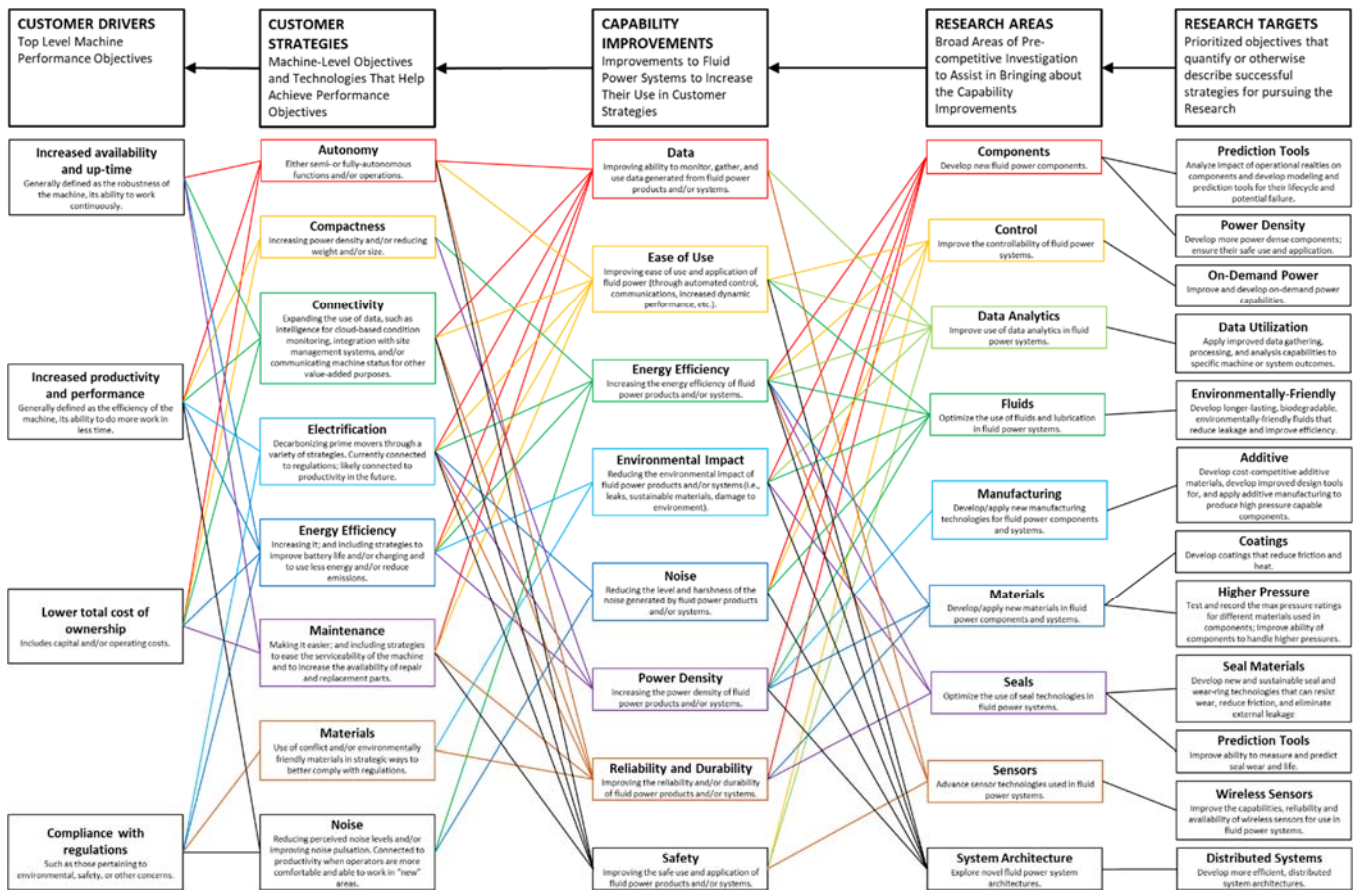 CUSTOMER DRIVERS
Top Level Machine
Performance Objectives
CUSTOMER
STRATEGIES
Machine-Level Objectives
and Technologies That Help
Achieve Performance
Objectives
CAPABILITY
IMPROVEMENTS
Improvements to Fluid
Power Systems to Increase
Their Use in Customer
Strategies
RESEARCH AREAS
Broad Areas of Pre-
competitive Investigation
to Assist in Bringing about
the Capability
Improvements
RESEARCH TARGETS
Prioritized objectives that
quantify or otherwise
describe successful
strategies for pursuing the
Research
Increased availability
and up-time
Generally defined as the robustness of
the machine, its ability to work
continuously.
Increased productivity
and performance
Generally defined as the efficiency of the
machine, its ability to do more work in
less time.
Lower total cost of
ownership
Includes capital and/or operating costs.
Compliance with
regulations
Such as those pertaining to
environmental, safety, or other concerns.
Autonomy
Either semi- or fully-autonomous
functions and/or operations.
Compactness
Increasing power density and/or reducing
weight and/or size.
Connectivity
Expanding the use of data, such as
intelligence for cloud-based condition
monitoring, integration with site
management systems, and/or
communicating machine status for other
value-added purposes.
Electrification
Decarbonizing prime movers through a
variety of strategies. Currently connected
to regulations; likely connected to
productivity in the future.
Energy Efficiency
Increasing it; and including strategies to
improve battery life and/or charging and
to use less energy and/or reduce
emissions.
Maintenance
Making it easier; and including strategies
to ease the serviceability of the machine
and to increase the availability of repair
and replacement parts.
Materials
Use of conflict and/or environmentally
friendly materials in strategic ways to
better comply with regulations.
Noise
Reducing perceived noise levels and/or
improving noise pulsation. Connected to
productivity when operators are more
comfortable and able to work in "new"
areas.
Data
Improving ability to monitor, gather, and
use data generated from fluid power
products and/or systems.
Ease of Use
Improving ease of use and application of
fluid power (through automated control,
communications, increased dynamic
performance, etc.).
Energy Efficiency
Increasing the energy efficiency of fluid
power products and/or systems.
Environmental Impact
Reducing the environmental impact of
fluid power products and/or systems (i.e.,
leaks, sustainable materials, damage to
environment).
Noise
Reducing the level and harshness of the
noise generated by fluid power products
and/or systems.
Power Density
Increasing the power density of fluid
power products and/or systems.
Reliability and Durability
Improving the reliability and/or durability
of fluid power products and/or systems.
Safety
Improving the safe use and application
of fluid power products and/or systems.
Components
Develop new fluid power components.
Control
Improve the controllability of fluid power
systems.
Data Analytics
Improve use of data analytics in fluid
power systems.
Fluids
Optimize the use of fluids and lubrication
in fluid power systems.
Manufacturing
Develop/apply new manufacturing
technologies for fluid power components
and systems.
Materials
Develop/apply new materials in fluid
power components and systems.
Seals
Optimize the use of seal technologies in
fluid power systems.
Sensors
Advance sensor technologies used in fluid
power systems.
System Architecture
Explore novel fluid power system
architectures.
Prediction Tools
Analyze impact of operational realties on
components and develop modeling and
prediction tools for their lifecycle and
potential failure.
Power Density
Develop more power dense components;
ensure their safe use and application.
On-Demand Power
Improve and develop on-demand power
capabilities.
Data Utilization
Apply improved data gathering,
processing, and analysis capabilities to
specific machine or system outcomes.
Environmentally-Friendly
Develop longer-lasting, biodegradable,
environmentally-friendly fluids that
reduce leakage and improve efficiency.
Additive
Develop cost-competitive additive
materials, develop improved design tools
for, and apply additive manufacturing to
produce high pressure capable
components.
Coatings
Develop coatings that reduce friction and
heat.
Higher Pressure
Test and record the max pressure ratings
for different materials used in
components; improve ability of
components to handle higher pressures.
Seal Materials
Develop new and sustainable seal and
wear-ring technologies that can resist
wear, reduce friction, and eliminate
external leakage
Prediction Tools
Improve ability to measure and predict
seal wear and life.
Wireless Sensors
Improve the capabilities, reliability and
availability of wireless sensors for use in
fluid power systems.
Distributed Systems
Develop more efficient, distributed
system architectures.